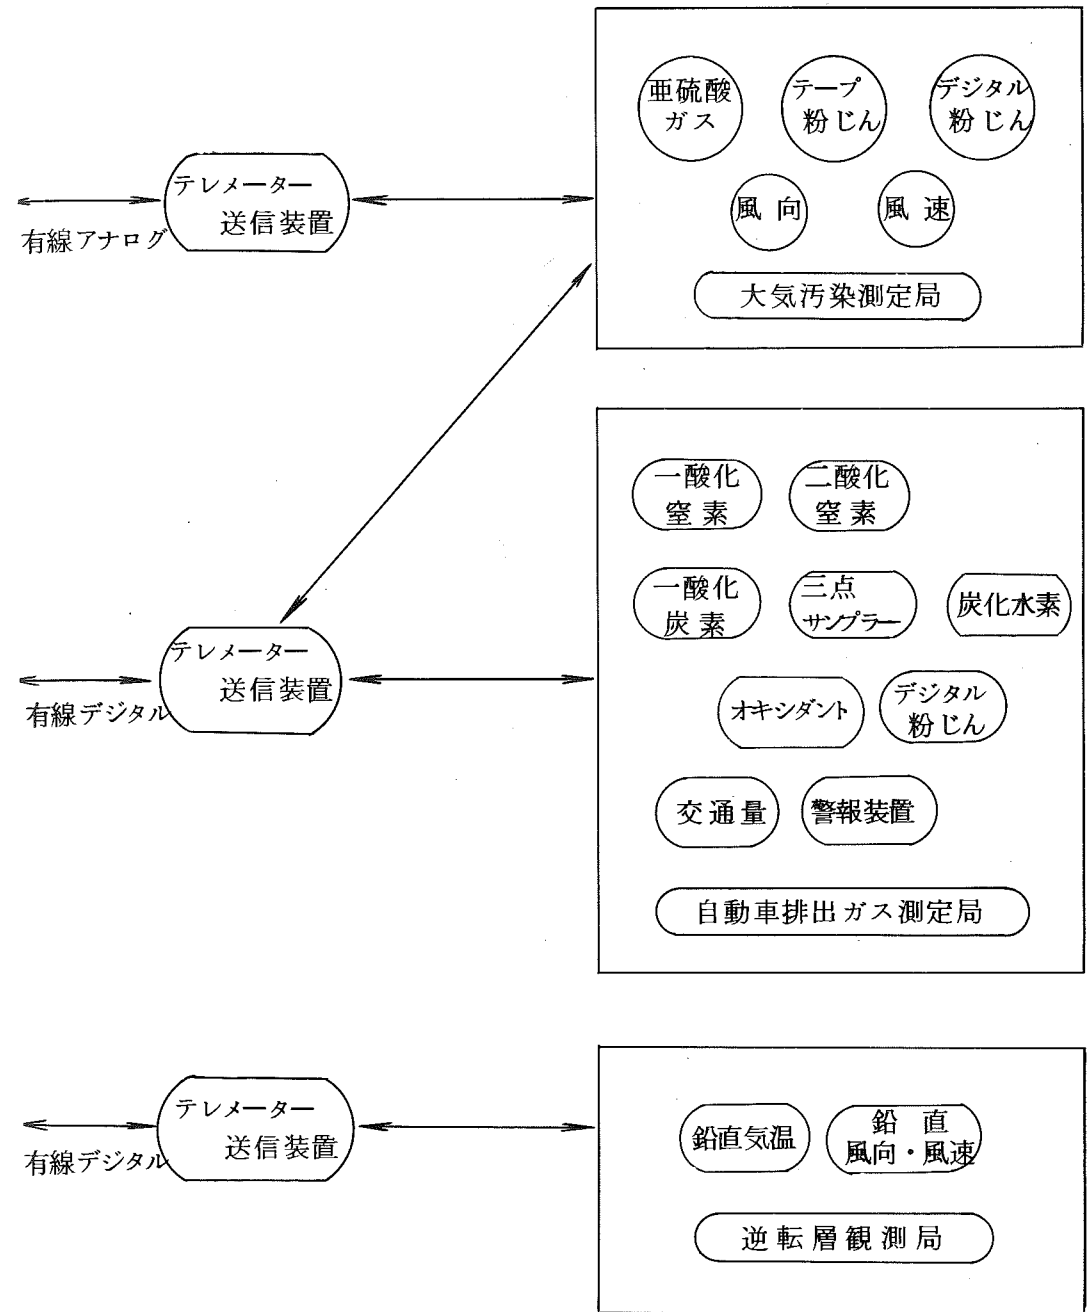 亜硫酸
ガス
テープ
粉じん
デジタル
粉じん
風向
風速
大気汚染測定局
テレメーター
送信装置
有線アナログ
一酸化
窒素
二酸化
窒素
一酸化
炭素
三点
サンプラー
炭化水素
オキシダント
デジタル
粉じん
交通量
警報装置
自動車排出ガス測定局
テレメーター
送信装置
有線デジタル
鉛直気温
鉛直
風向・風速
逆転層観測局
テレメーター
送信装置
有線デジタル